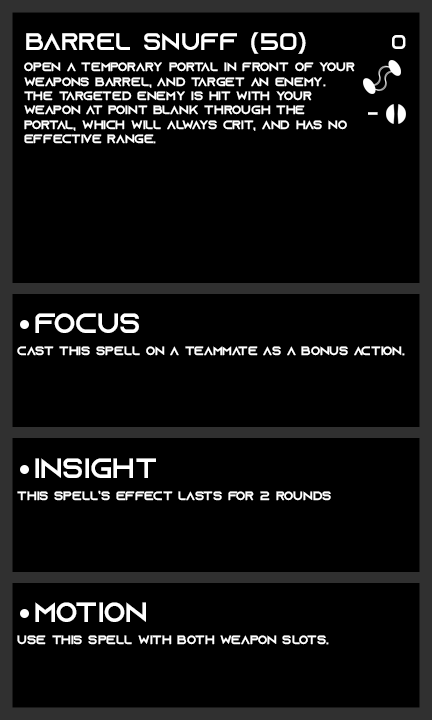 BARREL SNUFF (50)
OPEN A TEMPORARY PORTAL IN FRONT OF YOUR
WEAPONS BARREL, AND TARGET AN ENEMY.
THE TARGETED ENEMY IS HIT WITH YOUR
WEAPON AT POINT BLANK THROUGH THE
PORTAL, WHICH WILL ALWAYS CRIT, AND HAS NO
EFFECTIVE RANGE.
•FOCUS
CAST THIS SPELL ON A TEAMMATE AS A BONUS ACTION.
•INSIGHT
THIS SPELL'S EFFECT LASTS FOR 2 ROUNDS
•MOTION
USE THIS SPELL WITH BOTH WEAPON SLOTS.